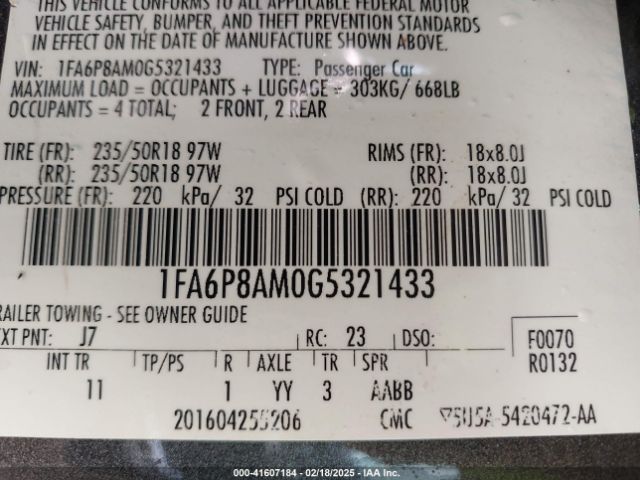 THIS VEHICLE CONFORMS TO ALL APPLICABLE FEDERAL MOTOR
VEHICLE SAFETY, BUMPER, AND THEFT PREVENTION STANDARDS
IN EFFECT ON THE DATE OF MANUFACTURE SHOWN ABOVE.
VIN: 1FA6P8AM0G5321433 TYPE: Passenger Car
MAXIMUM LOAD = OCCUPANTS + LUGGAGE = 303KG/ 668LB
OCCUPANTS = 4 TOTAL; 2 FRONT, 2 REAR
TIRE (FR): 235/50R18 97W RIMS (FR): 18x8.0J
(RR): 235/50R18 97W (RR): 18x8.0J
PRESSURE (FR): 220 kPa/ 32 PSI COLD (RR): 220 kPa/ 32 PSI COLD
1FA6P8AM0G5321433
RAILER TOWING - SEE OWNER GUIDE
EXT PNT: J7 RC: 23 DSO: F0070
INT TR TP/PS R AXLE TR SPR R0132
11 1 YY 3 AABB
201604255206 CMC 5U5A-5420472-AA
000-41607184 - 02/18/2025 - IAA Inc.